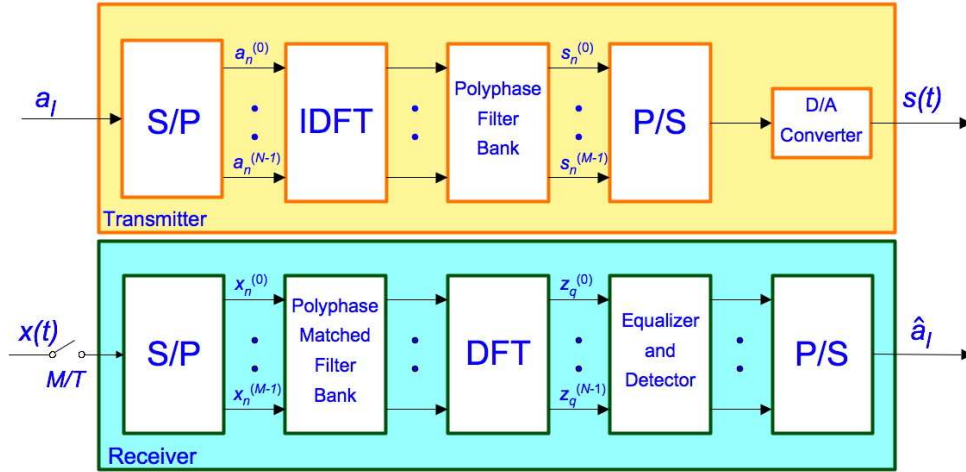 a_l
S/P
a_n^(0)
a_n^(N-1)
IDFT
Polyphase
Filter
Bank
s_n^(0)
s_n^(M-1)
P/S
D/A
Converter
s(t)
Transmitter
x(t)
M/T
S/P
x_n^(0)
x_n^(M-1)
Polyphase
Matched
Filter
Bank
DFT
z_q^(0)
z_q^(N-1)
Equalizer
and
Detector
P/S
â_l
Receiver